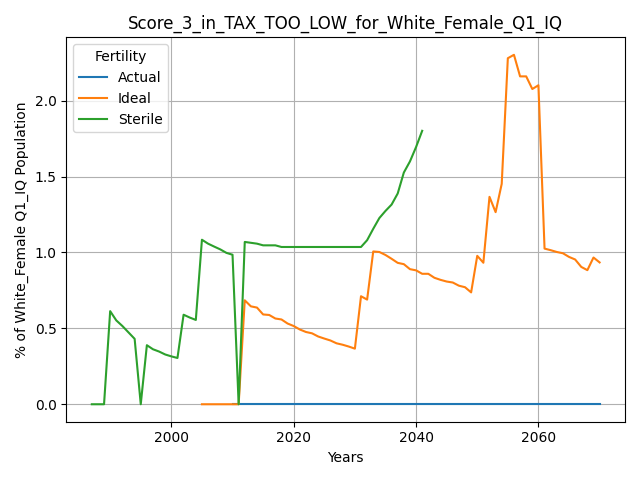 Score_3_in_TAX_TOO_LOW_for_White_Female_Q1_IQ
Fertility
Actual
Ideal
Sterile
% of White_Female Q1_IQ Population
2.0
1.5
1.0
0.5
0.0
2000
2020
2040
2060
Years